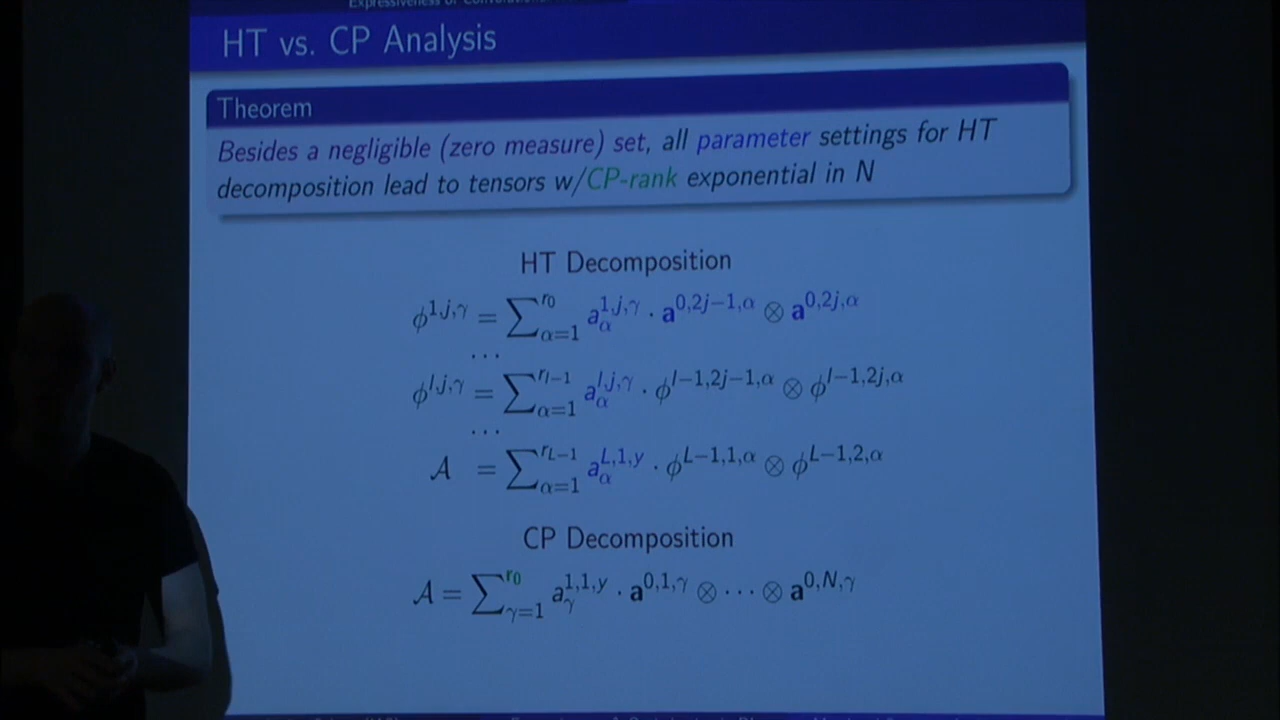 HT vs. CP Analysis
Theorem
Besides a negligible (zero measure) set, all parameter settings for HT
decomposition lead to tensors w/CP-rank exponential in N
HT Decomposition
ϕ^{1,j,γ} = ∑_{α=1}^{r_0} a_α^{1,j,γ} · a^{0,2j−1,α} ⊗ a^{0,2j,α}
...
ϕ^{l,j,γ} = ∑_{α=1}^{r_{l−1}} a_α^{l,j,γ} · ϕ^{l−1,2j−1,α} ⊗ ϕ^{l−1,2j,α}
...
𝒜 = ∑_{α=1}^{r_{L−1}} a_α^{L,1,y} · ϕ^{L−1,1,α} ⊗ ϕ^{L−1,2,α}
CP Decomposition
𝒜 = ∑_{γ=1}^{r_0} a_γ^{1,1,y} · a^{0,1,γ} ⊗ ··· ⊗ a^{0,N,γ}